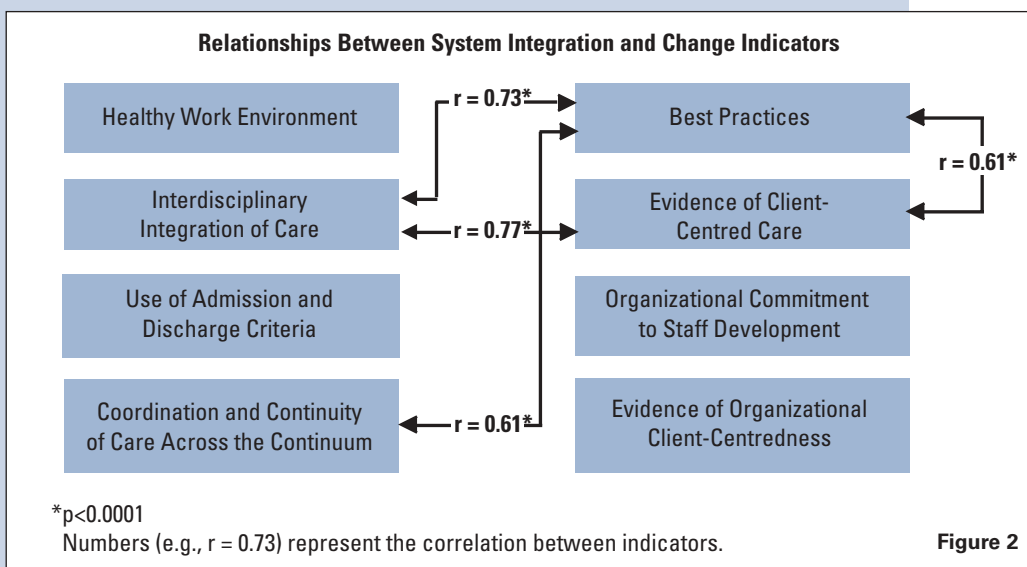 Relationships Between System Integration and Change Indicators
Healthy Work Environment
r = 0.73*
Best Practices
r = 0.61*
Interdisciplinary
Integration of Care
r = 0.77*
Evidence of Client-
Centred Care
Use of Admission and
Discharge Criteria
Organizational Commitment
to Staff Development
Coordination and Continuity
of Care Across the Continuum
r = 0.61*
Evidence of Organizational
Client-Centredness
*p<0.0001
Numbers (e.g., r = 0.73) represent the correlation between indicators.
Figure 2